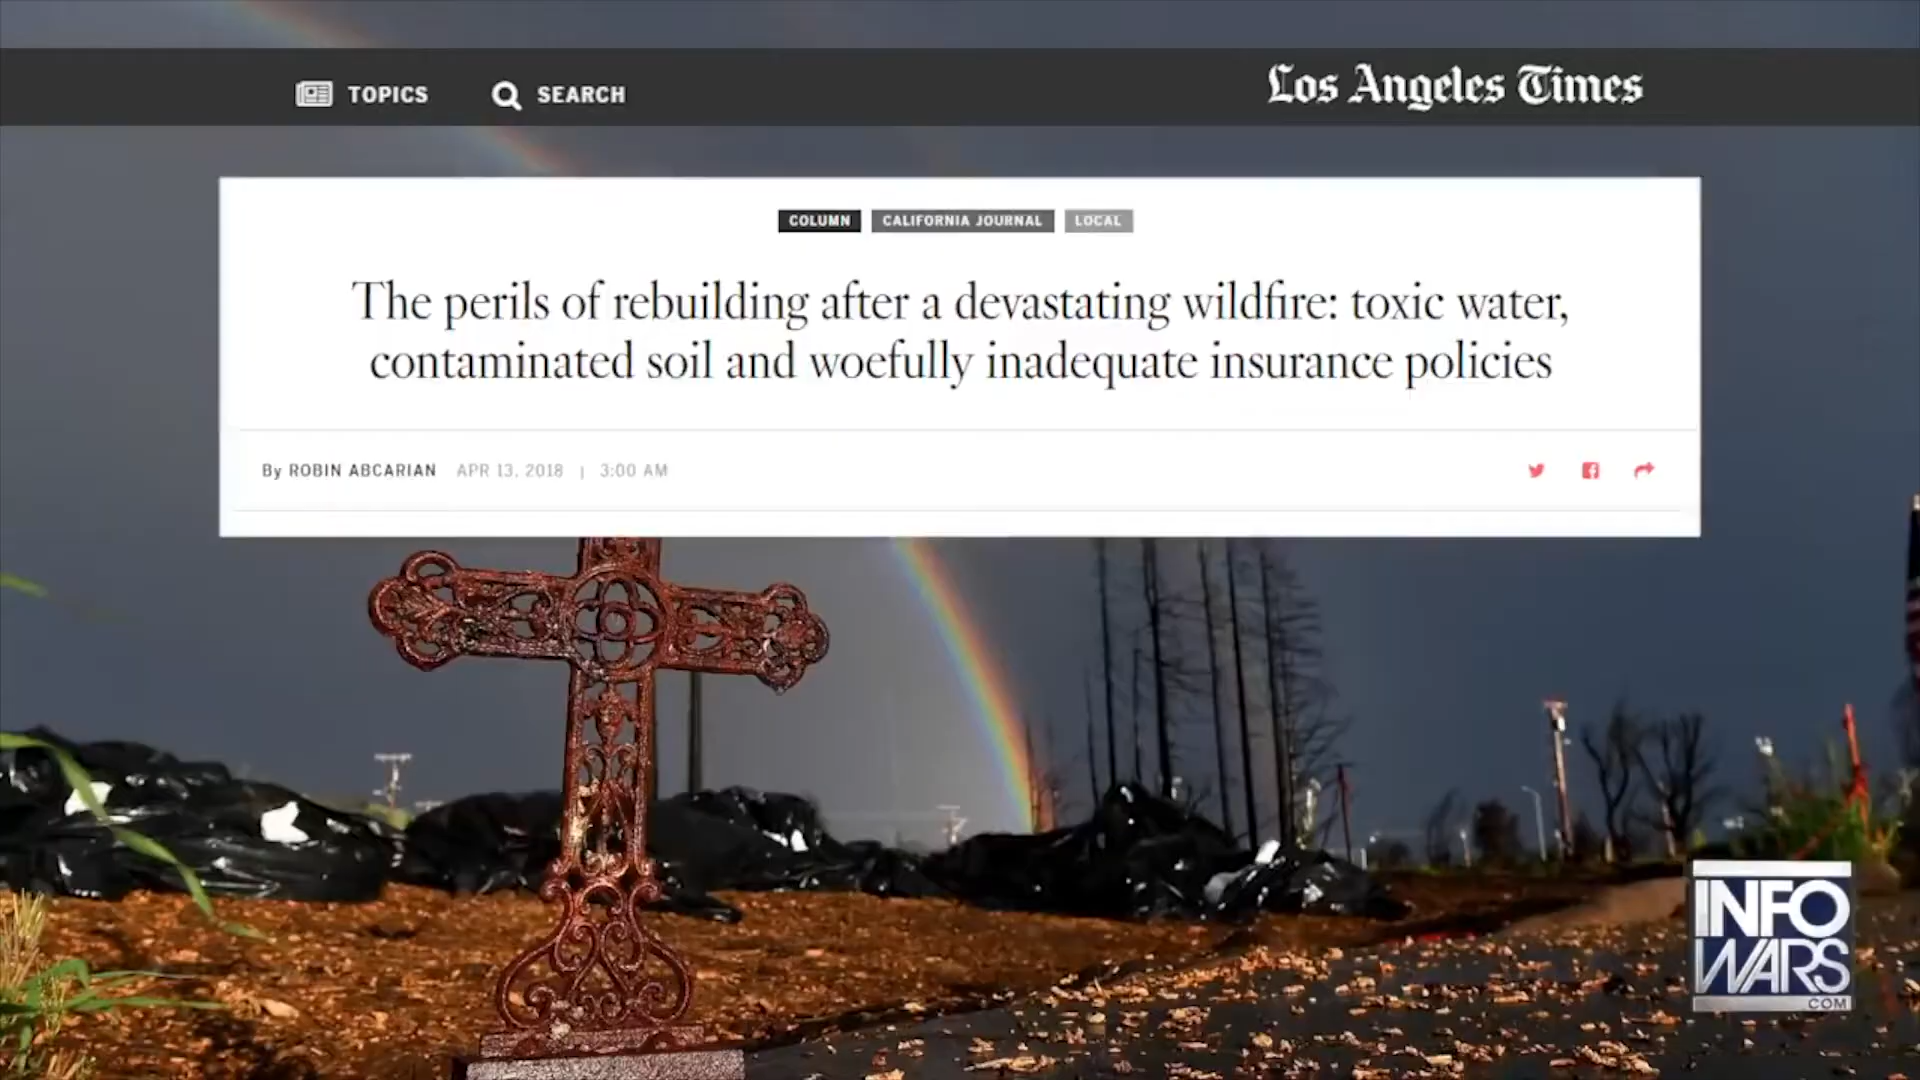 TOPICS
SEARCH
Los Angeles Times
COLUMN
CALIFORNIA JOURNAL
LOCAL
The perils of rebuilding after a devastating wildfire: toxic water,
contaminated soil and woefully inadequate insurance policies
By ROBIN ABCARIAN APR 13, 2018 | 3:00 AM
INFO
WARS
.COM